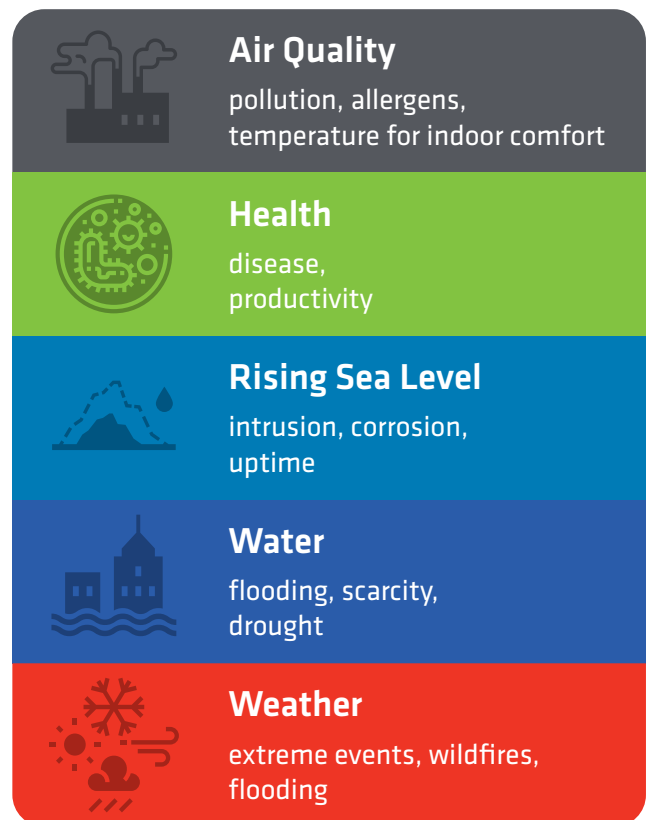 Air Quality
pollution, allergens,
temperature for indoor comfort
Health
disease,
productivity
Rising Sea Level
intrusion, corrosion,
uptime
Water
flooding, scarcity,
drought
Weather
extreme events, wildfires,
flooding